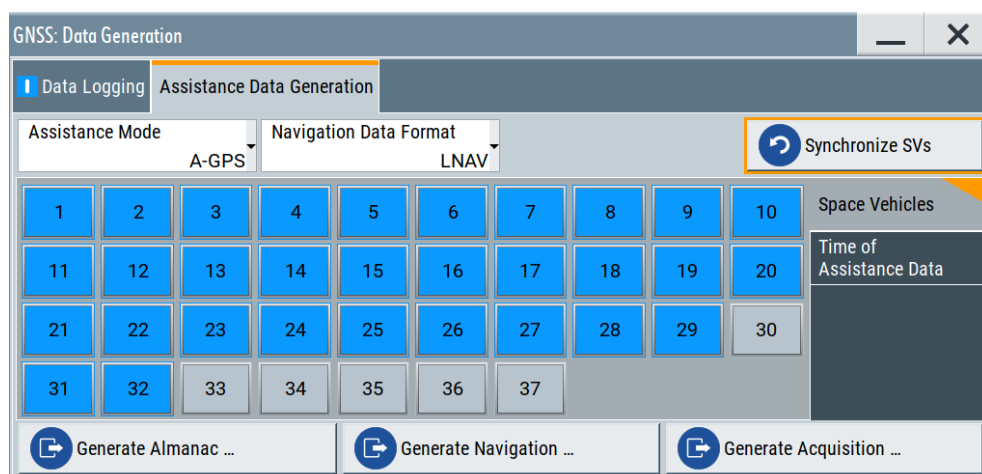 GNSS: Data Generation
Data Logging
Assistance Data Generation
Assistance Mode
A-GPS
Navigation Data Format
LNAV
Synchronize SVs
1 2 3 4 5 6 7 8 9 10
11 12 13 14 15 16 17 18 19 20
21 22 23 24 25 26 27 28 29 30
31 32 33 34 35 36 37
Space Vehicles
Time of
Assistance Data
Generate Almanac ...
Generate Navigation ...
Generate Acquisition ...